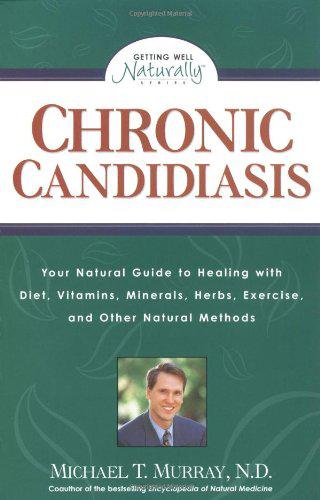 GETTING WELL
Naturally™
SERIES
CHRONIC
CANDIDIASIS
Your Natural Guide to Healing with
Diet, Vitamins, Minerals, Herbs, Exercise,
and Other Natural Methods
MICHAEL T. MURRAY, N.D.
Coauthor of the bestselling Encyclopedia of Natural Medicine